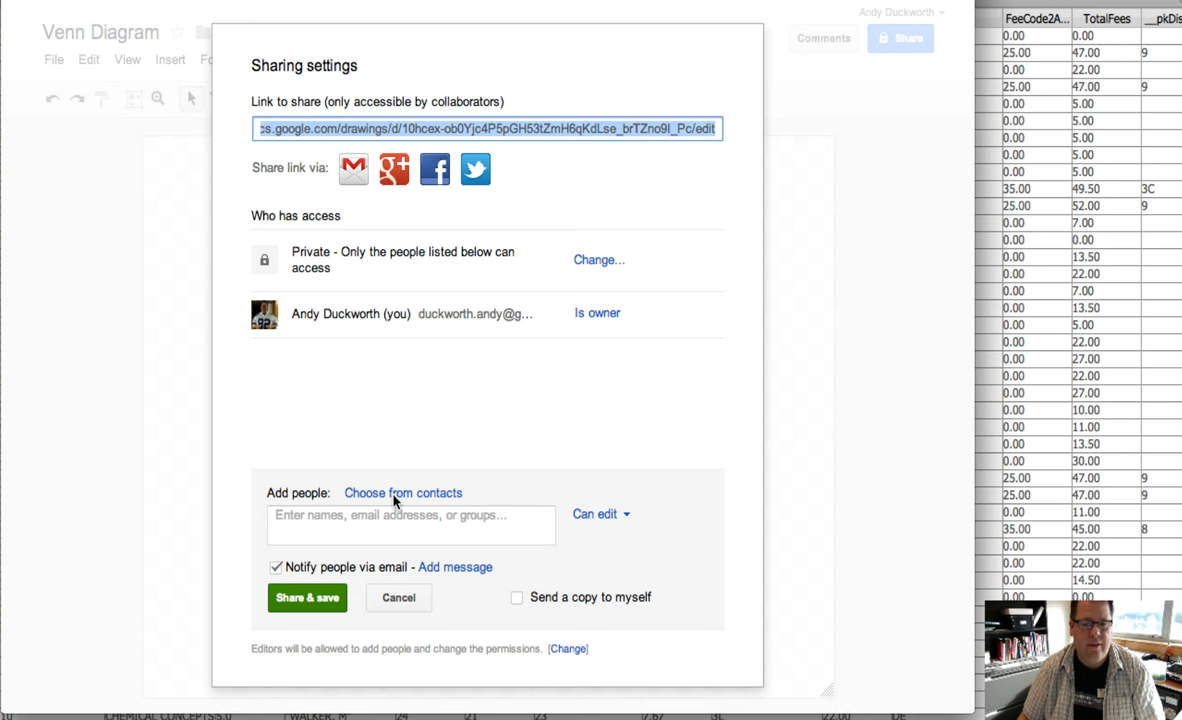 Andy Duckworth
Venn Diagram
Comments
Share
File Edit View Insert Fo
Sharing settings
Link to share (only accessible by collaborators)
cs.google.com/drawings/d/10hcex-ob0Yjc4P5pGH53tZmH6qKdLse_brTZno9I_Pc/edit
Share link via:
Who has access
Private - Only the people listed below can
access
Change...
Andy Duckworth (you) duckworth.andy@g... Is owner
Add people: Choose from contacts
Enter names, email addresses, or groups...
Can edit
Notify people via email - Add message
Share & save Cancel Send a copy to myself
Editors will be allowed to add people and change the permissions. [Change]
FeeCode2A... TotalFees __pkDis
0.00 0.00
25.00 47.00 9
0.00 22.00
25.00 47.00 9
0.00 5.00
0.00 5.00
0.00 5.00
0.00 5.00
0.00 5.00
35.00 49.50 3C
25.00 52.00 9
0.00 7.00
0.00 0.00
0.00 13.50
0.00 22.00
0.00 7.00
0.00 13.50
0.00 5.00
0.00 22.00
0.00 27.00
0.00 22.00
0.00 27.00
0.00 10.00
0.00 11.00
0.00 13.50
0.00 30.00
25.00 47.00 9
25.00 47.00 9
0.00 11.00
35.00 45.00 8
0.00 22.00
0.00 22.00
0.00 14.50